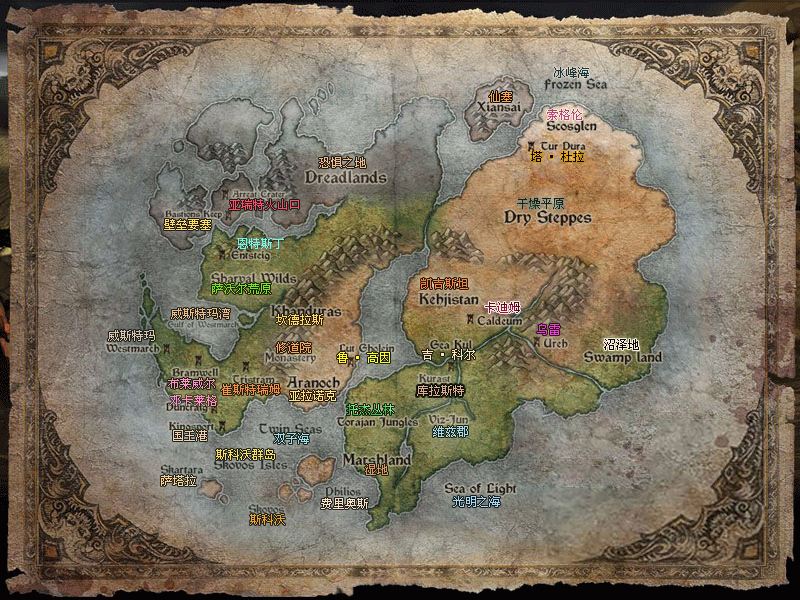 冰峰海
Frozen Sea
仙塞
Xiansai
索格伦
Scosglen
Tur Dura
塔·杜拉
恐惧之地
Dreadlands
Arreat Crater
亚瑞特火山口
干燥平原
Dry Steppes
Bastions Keep
壁垒要塞
恩特斯丁
Entsteig
Sharval Wilds
萨沃尔荒原
凯吉斯坦
Kehjistan
卡迪姆
Caldeum
威斯特玛湾
Gulf of Westmarch
Khanduras
坎德拉斯
乌雷
Urch
威斯特玛
Westmarch
修道院
Monastery
Lut Gholein
鲁·高因
Gea Kul
吉·科尔
沼泽地
Swamp land
Bramwell
布莱威尔
Tristram
崔斯特瑞姆
Aranoch
亚拉诺克
Kurast
库拉斯特
邓卡莱格
Duncraig
托杰丛林
Torajan Jungles
Viz-Jun
维兹郡
Kingsport
国王港
Twin Seas
双子海
斯科沃群岛
Skovos Isles
Marshland
湿地
Shartara
萨塔拉
Philios
费里奥斯
Sea of Light
光明之海
Skovos
斯科沃